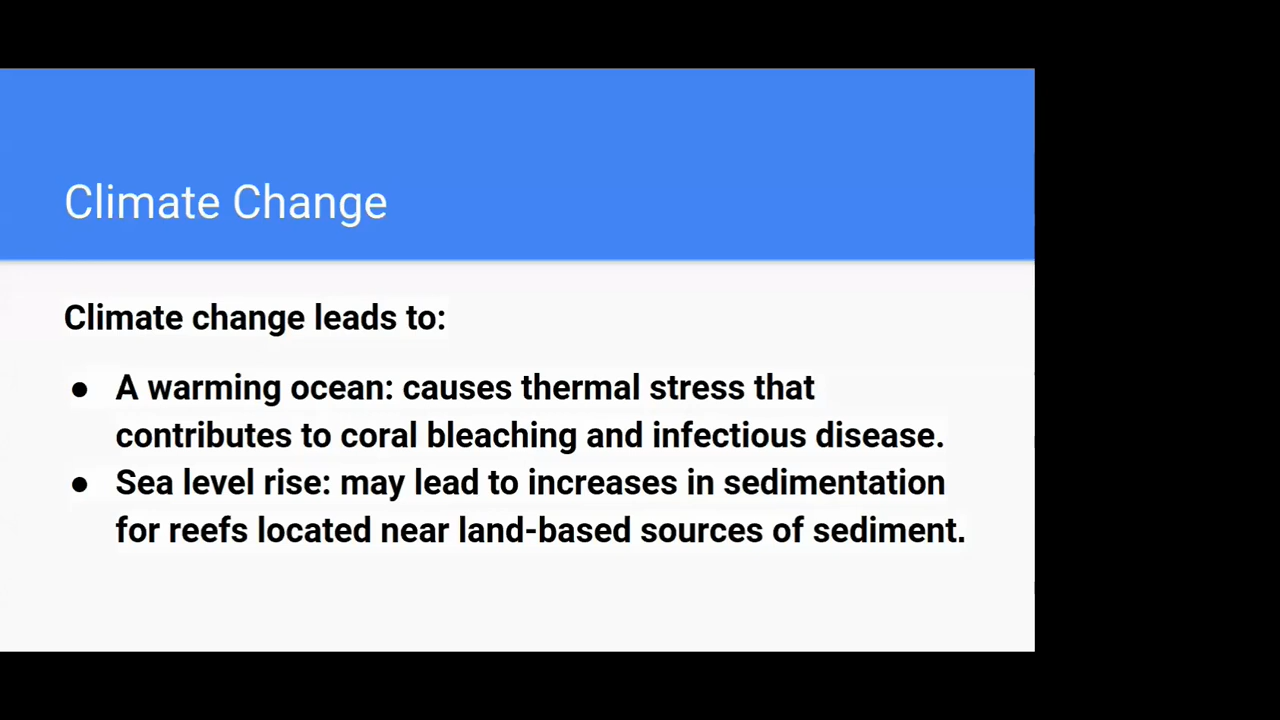 Climate Change
Climate change leads to:
● A warming ocean: causes thermal stress that
contributes to coral bleaching and infectious disease.
● Sea level rise: may lead to increases in sedimentation
for reefs located near land-based sources of sediment.